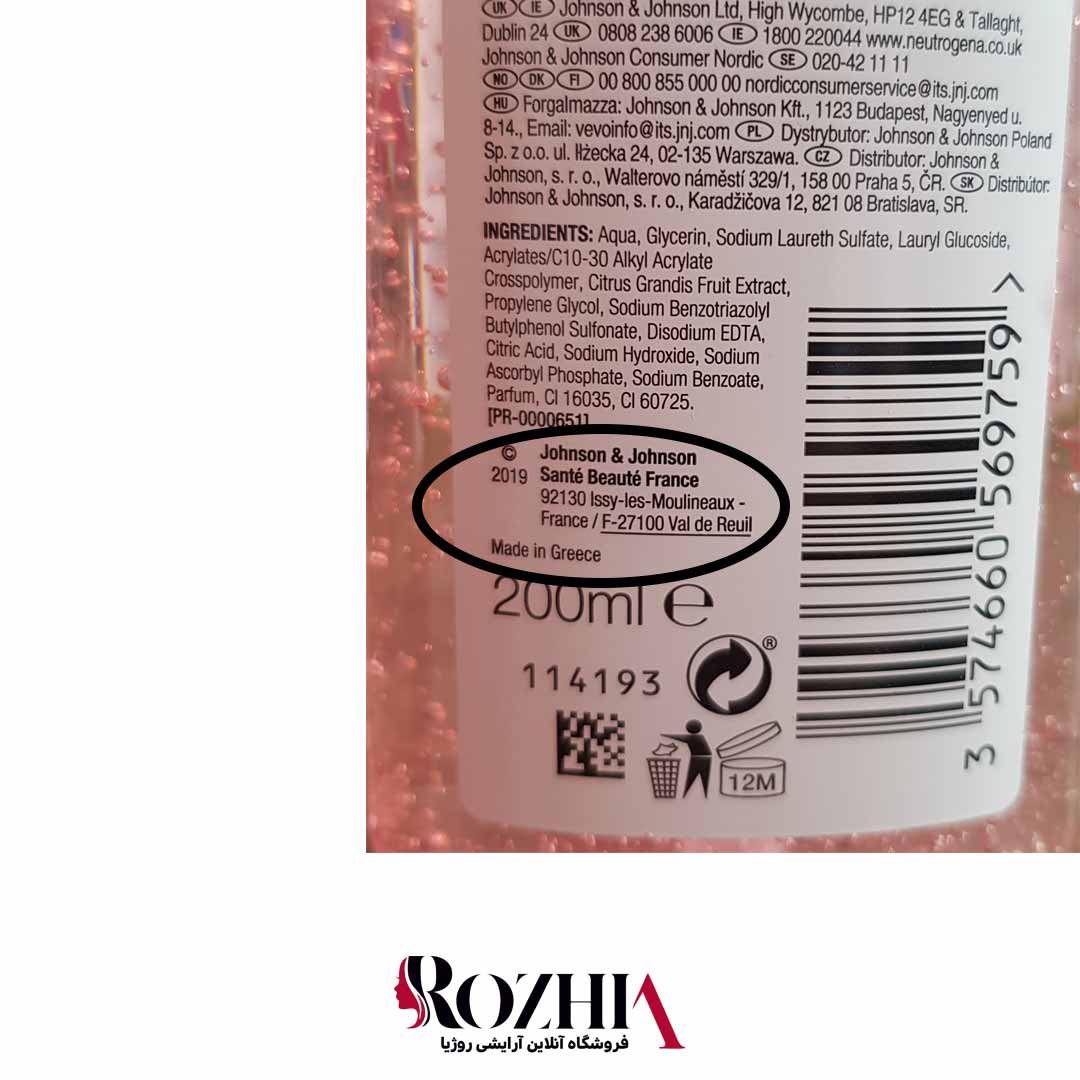 UK IE Johnson & Johnson Ltd, High Wycombe, HP12 4EG & Tallaght,
Dublin 24 UK 0808 238 6006 IE 1800 220044 www.neutrogena.co.uk
Johnson & Johnson Consumer Nordic SE 020-42 11 11
NO DK FI 00 800 855 000 00 nordicconsumerservice@its.jnj.com
HU Forgalmazza: Johnson & Johnson Kft., 1123 Budapest, Nagyenyed u.
8-14., Email: vevoinfo@its.jnj.com PL Dystrybutor: Johnson & Johnson Poland
Sp. z o.o. ul. Iłżecka 24, 02-135 Warszawa. CZ Distributor: Johnson &
Johnson, s. r. o., Walterovo náměstí 329/1, 158 00 Praha 5, ČR. SK Distribútor:
Johnson & Johnson, s. r. o., Karadžičova 12, 821 08 Bratislava, SR.
INGREDIENTS: Aqua, Glycerin, Sodium Laureth Sulfate, Lauryl Glucoside,
Acrylates/C10-30 Alkyl Acrylate
Crosspolymer, Citrus Grandis Fruit Extract,
Propylene Glycol, Sodium Benzotriazolyl
Butylphenol Sulfonate, Disodium EDTA,
Citric Acid, Sodium Hydroxide, Sodium
Ascorbyl Phosphate, Sodium Benzoate,
Parfum, CI 16035, CI 60725.
[PR-0000651]
© Johnson & Johnson
2019 Santé Beauté France
92130 Issy-les-Moulineaux -
France / F-27100 Val de Reuil
Made in Greece
200ml e
114193
®
12M
3 574660 569759 >
ROZHIA
فروشگاه آنلاین آرایشی روژیا